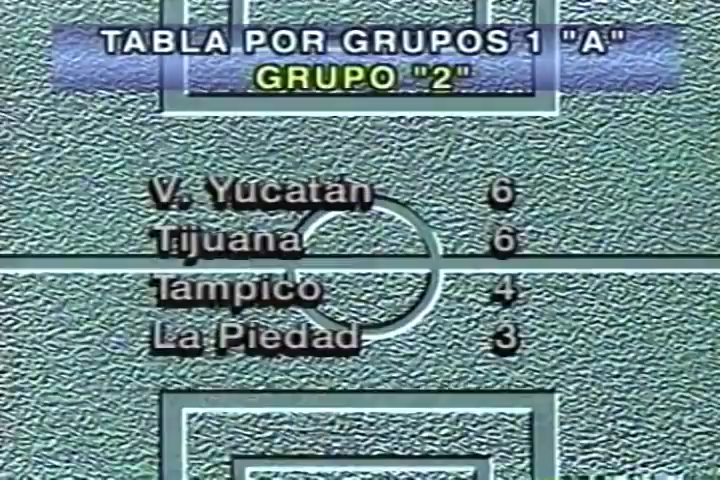 TABLA POR GRUPOS 1 "A"
GRUPO "2"
V. Yucatán 6
Tijuana 6
Tampico 4
La Piedad 3